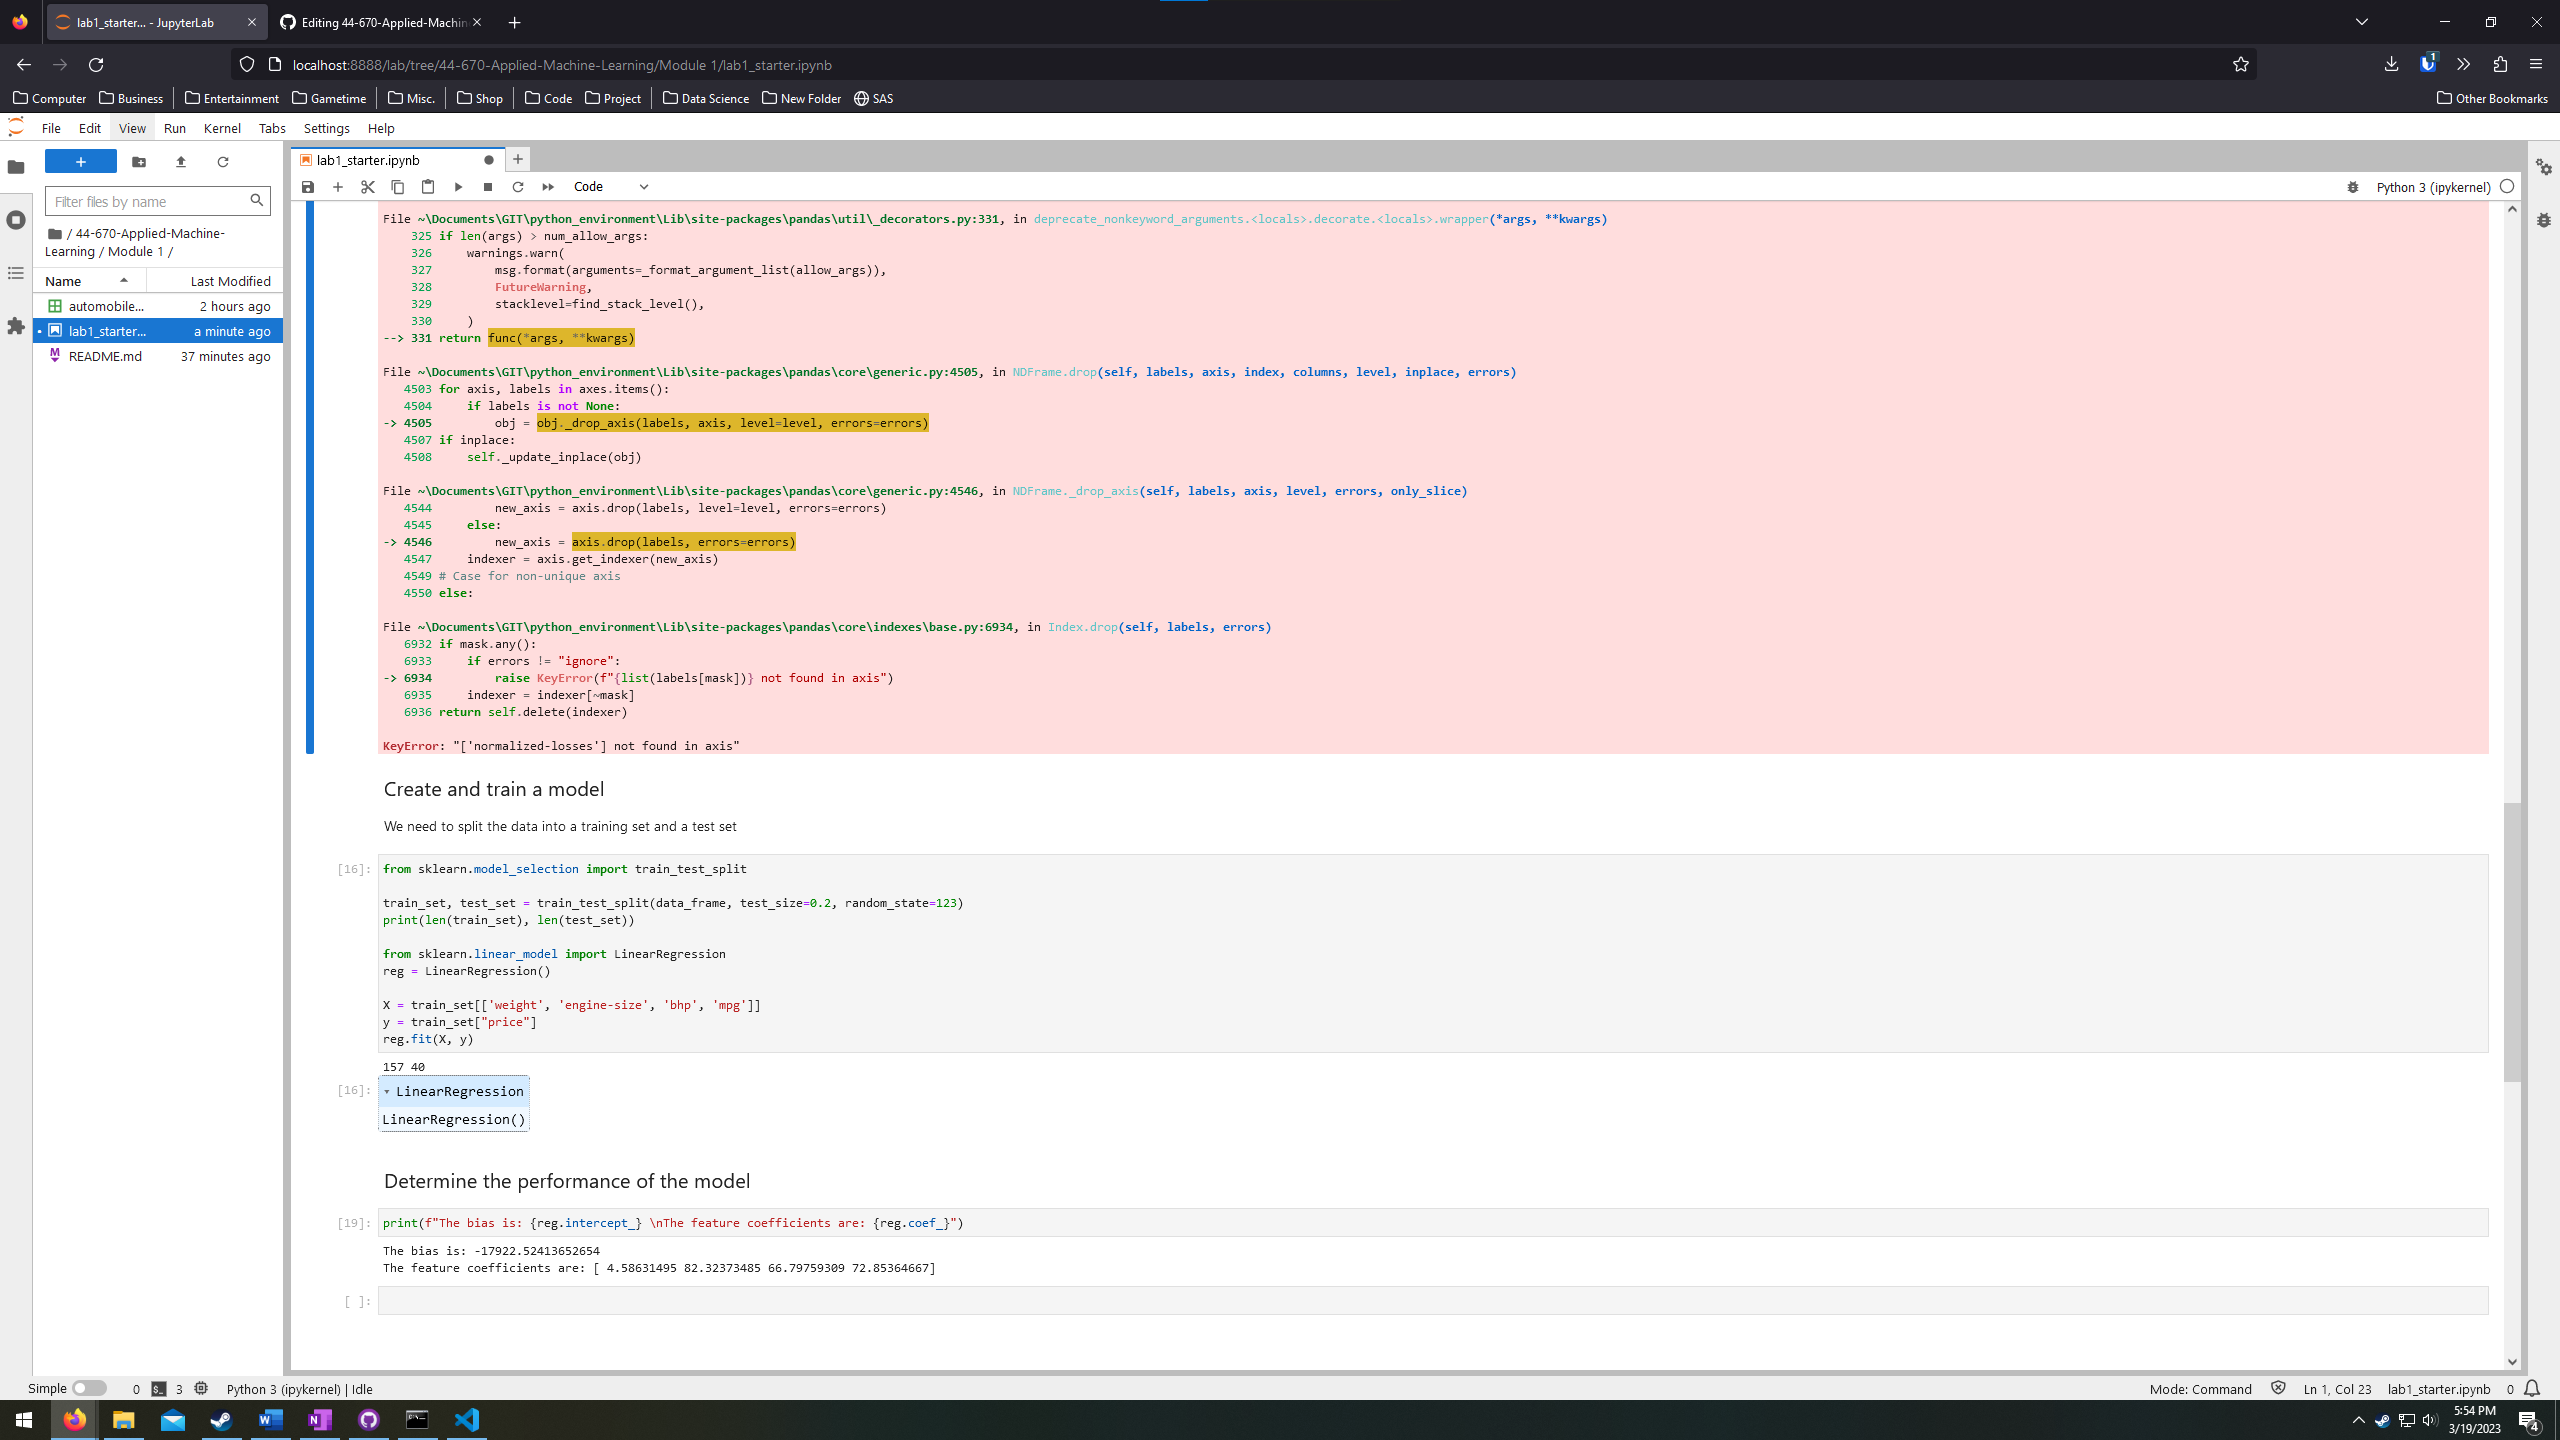 lab1_starter... - JupyterLab
Editing 44-670-Applied-Machin
localhost:8888/lab/tree/44-670-Applied-Machine-Learning/Module 1/lab1_starter.ipynb
1
Computer Business Entertainment Gametime Misc. Shop Code Project Data Science New Folder SAS Other Bookmarks
File Edit View Run Kernel Tabs Settings Help
lab1_starter.ipynb
Code
Python 3 (ipykernel)
Filter files by name
/ 44-670-Applied-Machine-
Learning / Module 1 /
Name Last Modified
automobile... 2 hours ago
lab1_starter... a minute ago
README.md 37 minutes ago
File ~\Documents\GIT\python_environment\Lib\site-packages\pandas\util\_decorators.py:331, in deprecate_nonkeyword_arguments.<locals>.decorate.<locals>.wrapper(*args, **kwargs)
325 if len(args) > num_allow_args:
326     warnings.warn(
327         msg.format(arguments=_format_argument_list(allow_args)),
328         FutureWarning,
329         stacklevel=find_stack_level(),
330     )
--> 331 return func(*args, **kwargs)
File ~\Documents\GIT\python_environment\Lib\site-packages\pandas\core\generic.py:4505, in NDFrame.drop(self, labels, axis, index, columns, level, inplace, errors)
4503 for axis, labels in axes.items():
4504     if labels is not None:
-> 4505         obj = obj._drop_axis(labels, axis, level=level, errors=errors)
4507 if inplace:
4508     self._update_inplace(obj)
File ~\Documents\GIT\python_environment\Lib\site-packages\pandas\core\generic.py:4546, in NDFrame._drop_axis(self, labels, axis, level, errors, only_slice)
4544         new_axis = axis.drop(labels, level=level, errors=errors)
4545     else:
-> 4546         new_axis = axis.drop(labels, errors=errors)
4547     indexer = axis.get_indexer(new_axis)
4549 # Case for non-unique axis
4550 else:
File ~\Documents\GIT\python_environment\Lib\site-packages\pandas\core\indexes\base.py:6934, in Index.drop(self, labels, errors)
6932 if mask.any():
6933     if errors != "ignore":
-> 6934         raise KeyError(f"{list(labels[mask])} not found in axis")
6935     indexer = indexer[~mask]
6936 return self.delete(indexer)
KeyError: "['normalized-losses'] not found in axis"
Create and train a model
We need to split the data into a training set and a test set
[16]: from sklearn.model_selection import train_test_split
train_set, test_set = train_test_split(data_frame, test_size=0.2, random_state=123)
print(len(train_set), len(test_set))
from sklearn.linear_model import LinearRegression
reg = LinearRegression()
X = train_set[['weight', 'engine-size', 'bhp', 'mpg']]
y = train_set["price"]
reg.fit(X, y)
157 40
[16]: ▾ LinearRegression
LinearRegression()
Determine the performance of the model
[19]: print(f"The bias is: {reg.intercept_} \nThe feature coefficients are: {reg.coef_}")
The bias is: -17922.52413652654
The feature coefficients are: [ 4.58631495 82.32373485 66.79759309 72.85364667]
[ ]:
Simple 0 3 Python 3 (ipykernel) | Idle Mode: Command Ln 1, Col 23 lab1_starter.ipynb 0
5:54 PM
3/19/2023
4